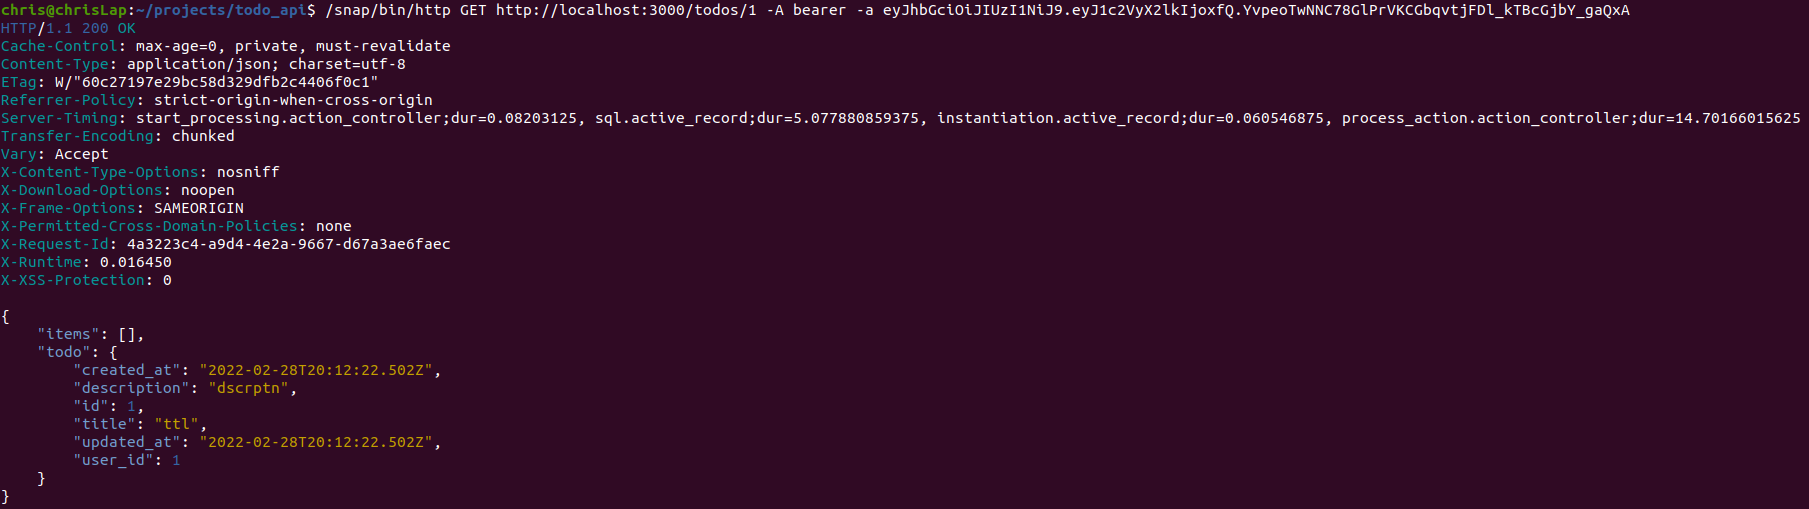 chris@chrisLap:~/projects/todo_api$ /snap/bin/http GET http://localhost:3000/todos/1 -A bearer -a eyJhbGciOiJIUzI1NiJ9.eyJ1c2VyX2lkIjoxfQ.YvpeoTwNNC78GlPrVKCGbqvtjFDl_kTBcGjbY_gaQxA
HTTP/1.1 200 OK
Cache-Control: max-age=0, private, must-revalidate
Content-Type: application/json; charset=utf-8
ETag: W/"60c27197e29bc58d329dfb2c4406f0c1"
Referrer-Policy: strict-origin-when-cross-origin
Server-Timing: start_processing.action_controller;dur=0.08203125, sql.active_record;dur=5.077880859375, instantiation.active_record;dur=0.060546875, process_action.action_controller;dur=14.70166015625
Transfer-Encoding: chunked
Vary: Accept
X-Content-Type-Options: nosniff
X-Download-Options: noopen
X-Frame-Options: SAMEORIGIN
X-Permitted-Cross-Domain-Policies: none
X-Request-Id: 4a3223c4-a9d4-4e2a-9667-d67a3ae6faec
X-Runtime: 0.016450
X-XSS-Protection: 0

{
    "items": [],
    "todo": {
        "created_at": "2022-02-28T20:12:22.502Z",
        "description": "dscrptn",
        "id": 1,
        "title": "ttl",
        "updated_at": "2022-02-28T20:12:22.502Z",
        "user_id": 1
    }
}